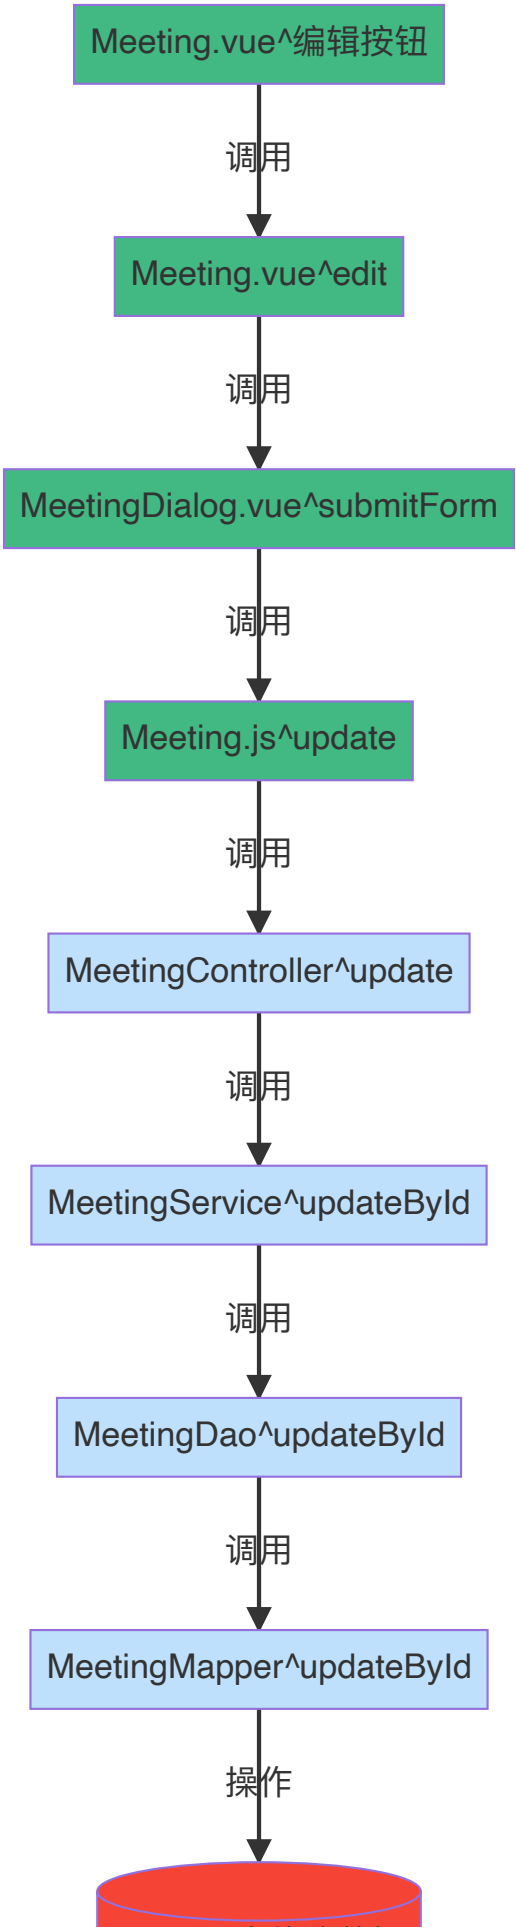 Meeting.vue^编辑按钮
调用
Meeting.vue^edit
调用
MeetingDialog.vue^submitForm
调用
Meeting.js^update
调用
MeetingController^update
调用
MeetingService^updateById
调用
MeetingDao^updateById
调用
MeetingMapper^updateById
操作